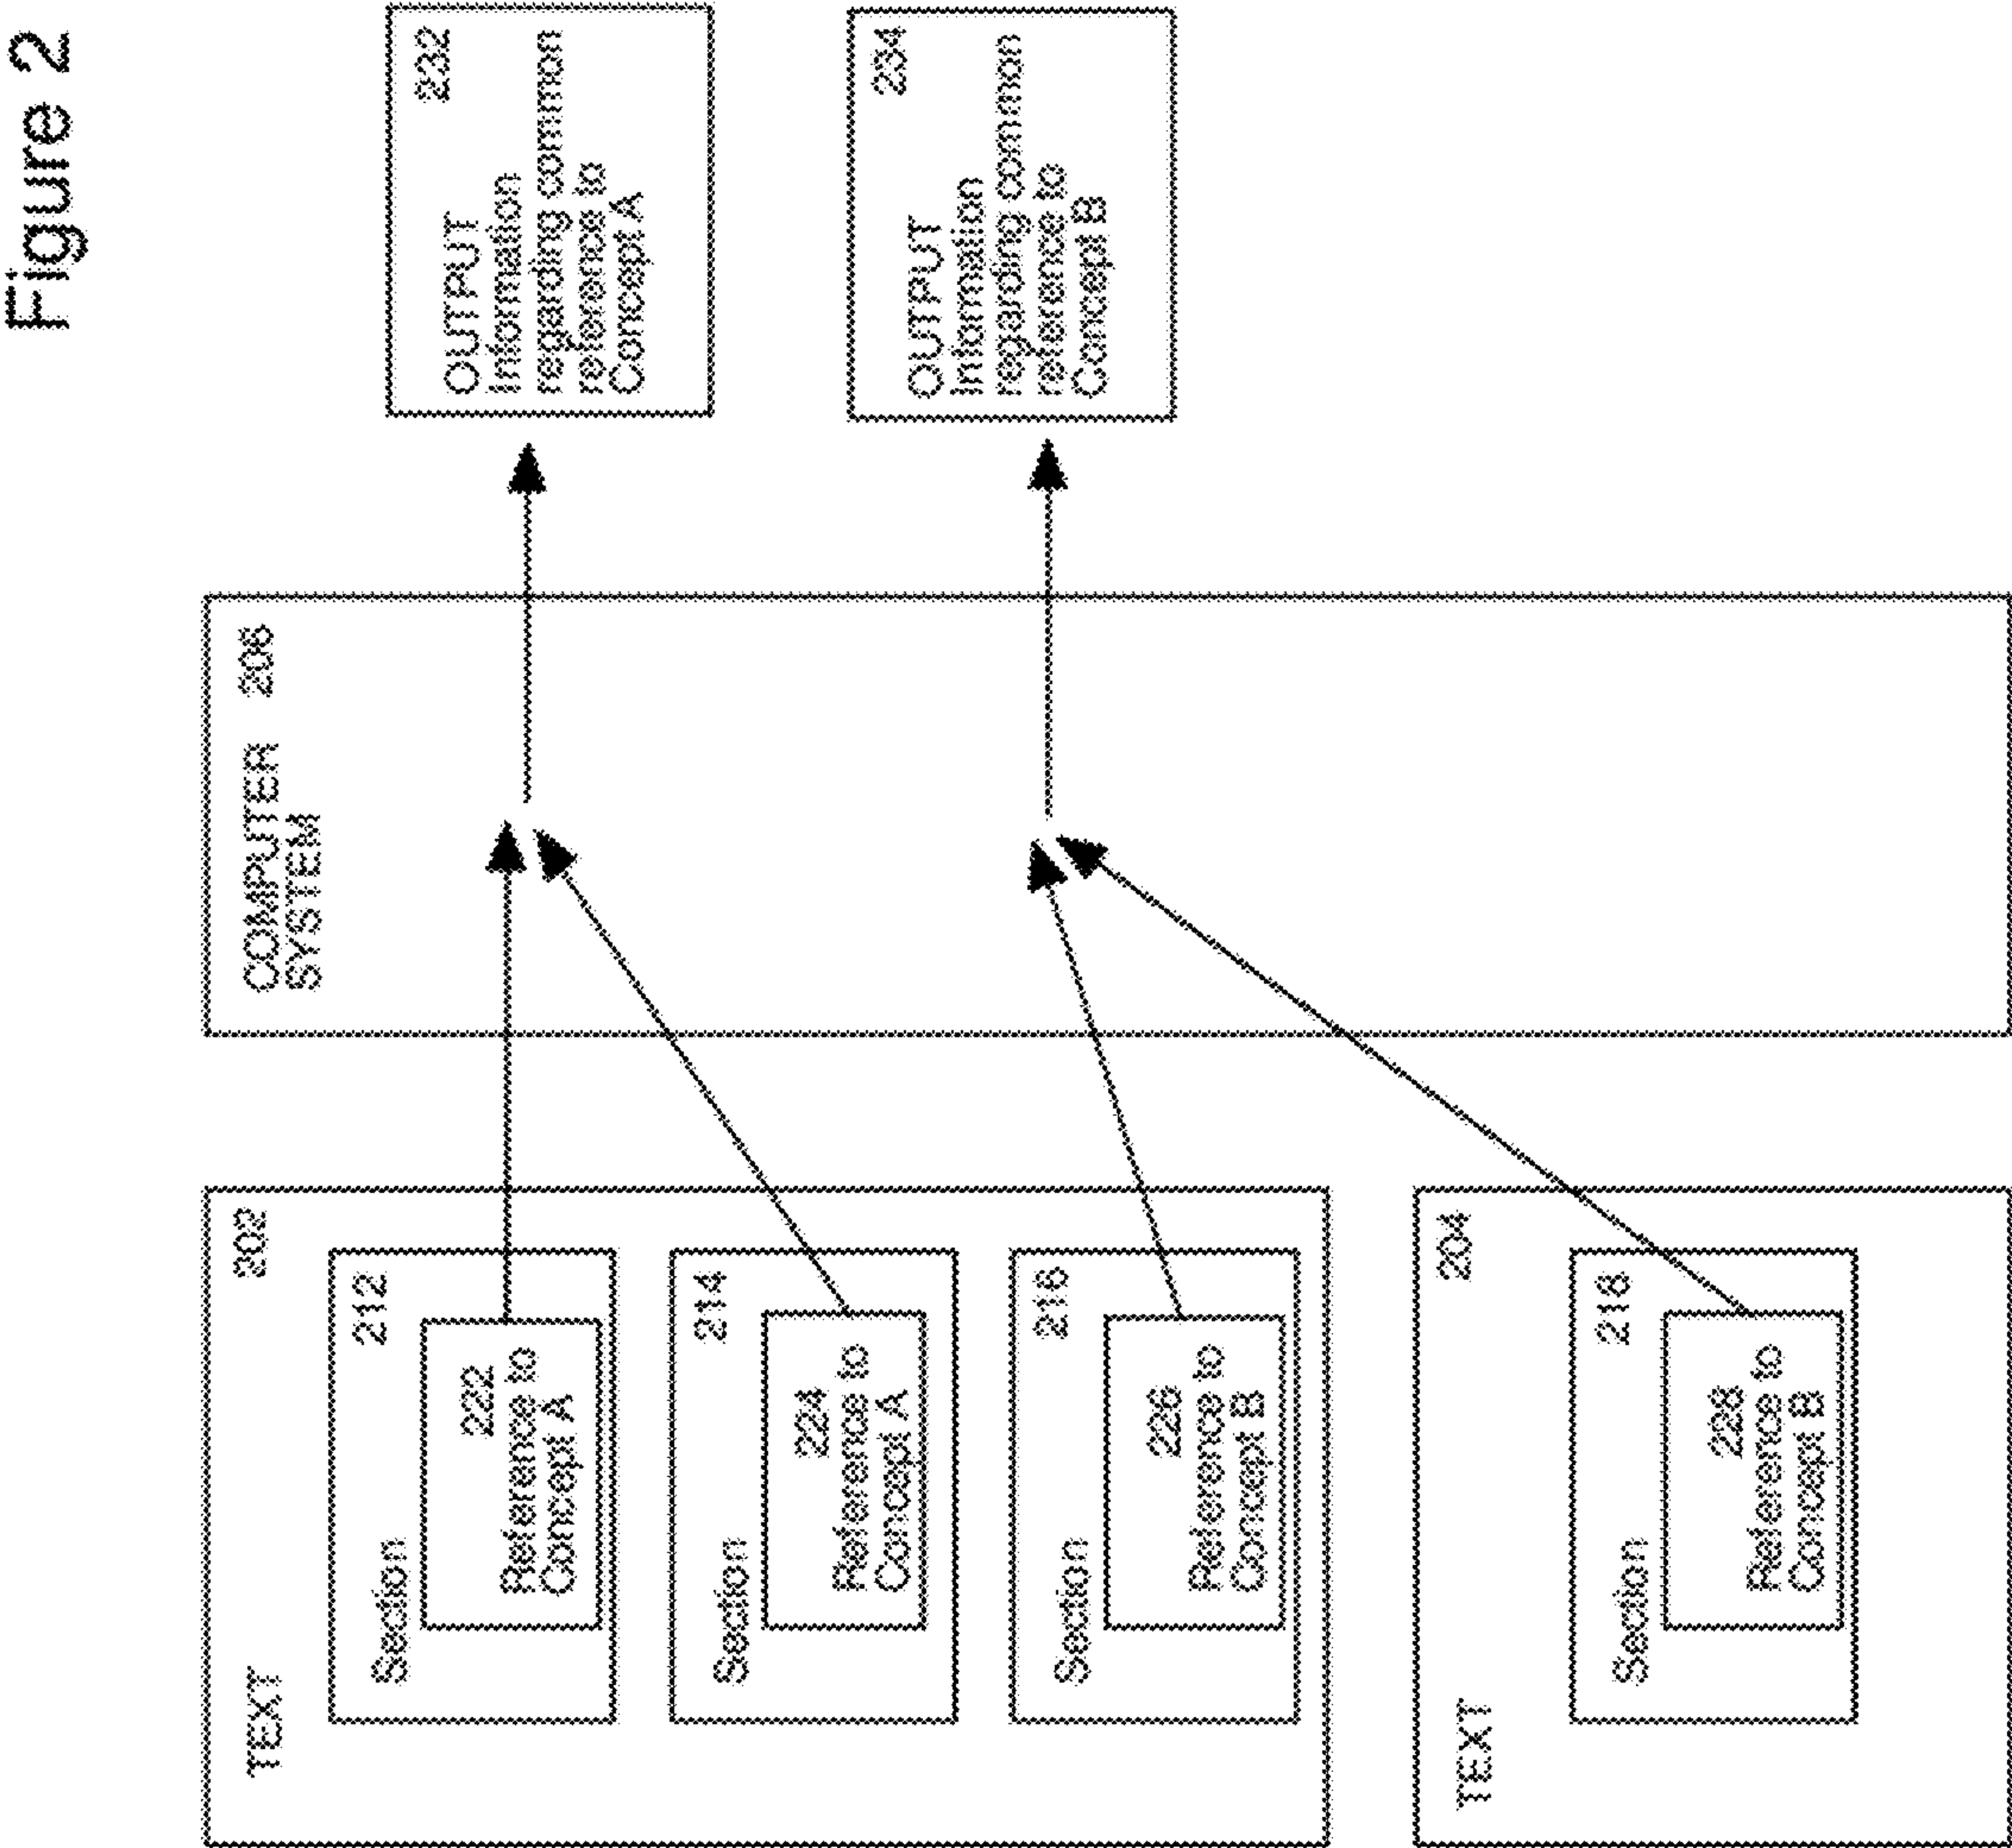 Figure 2
TEXT
202
Section
212
222
Reference to
Concept A
Section
214
224
Reference to
Concept A
Section
216
226
Reference to
Concept B
TEXT
204
Section
218
228
Reference to
Concept B
COMPUTER
SYSTEM
206
232
OUTPUT
Information
regarding common
reference to
Concept A
234
OUTPUT
Information
regarding common
reference to
Concept B